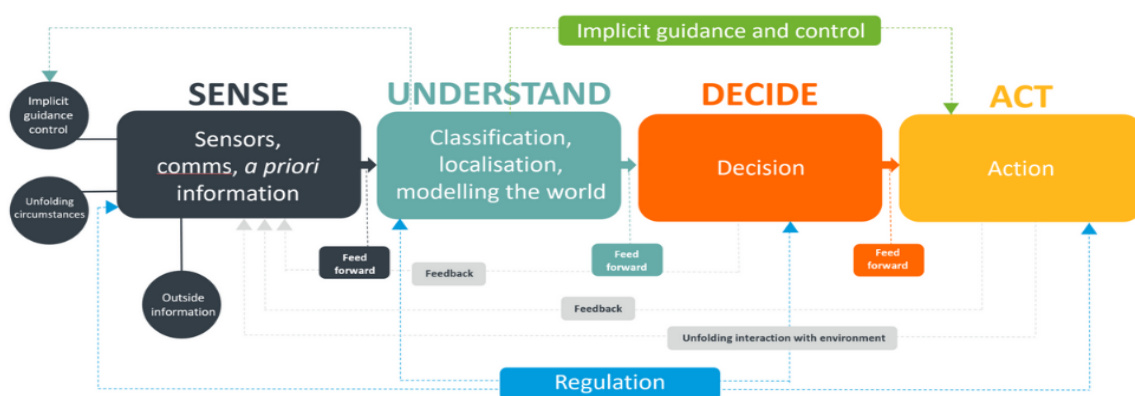 Implicit guidance and control
SENSE
UNDERSTAND
DECIDE
ACT
Implicit
guidance
control
Sensors,
comms, a priori
information
Classification,
localisation,
modelling the world
Decision
Action
Unfolding
circumstances
Feed
forward
Feed
forward
Feed
forward
Feedback
Outside
information
Feedback
Unfolding interaction with environment
Regulation